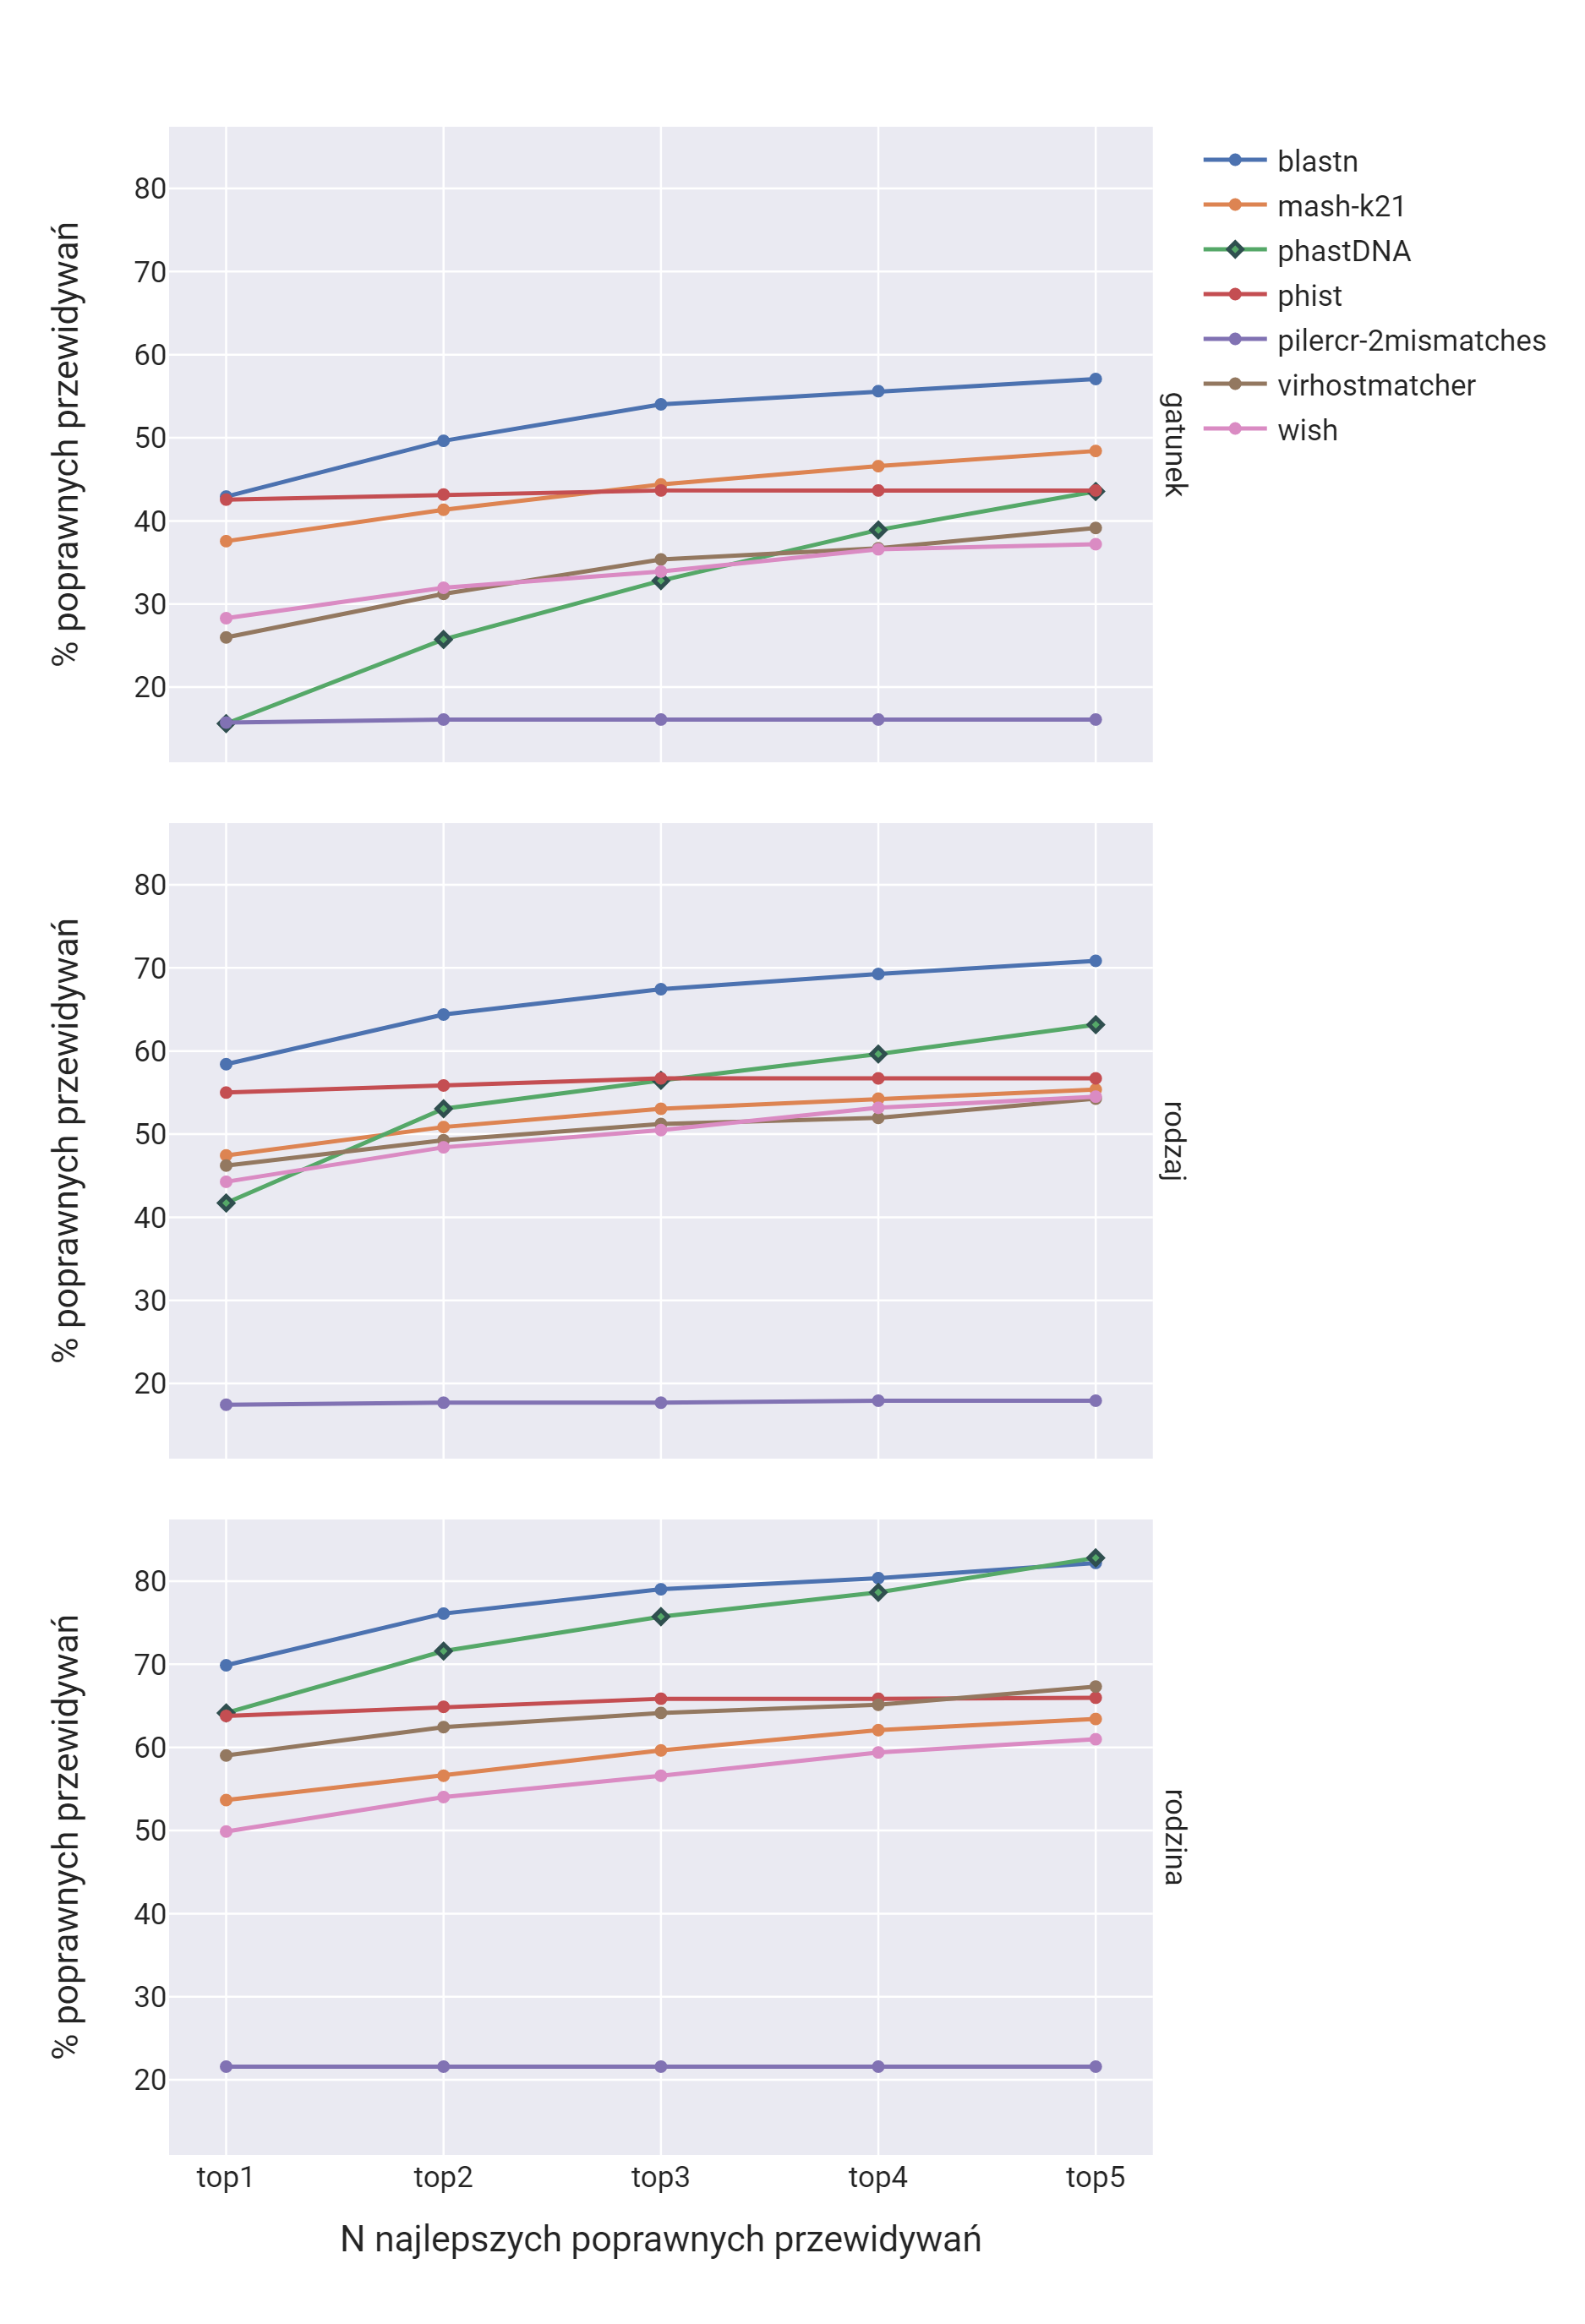 % poprawnych przewidywań
80
70
60
50
40
30
20
gatunek
blastn
mash-k21
phastDNA
phist
pilercr-2mismatches
virhostmatcher
wish
% poprawnych przewidywań
80
70
60
50
40
30
20
rodzaj
% poprawnych przewidywań
80
70
60
50
40
30
20
rodzina
top1 top2 top3 top4 top5
N najlepszych poprawnych przewidywań